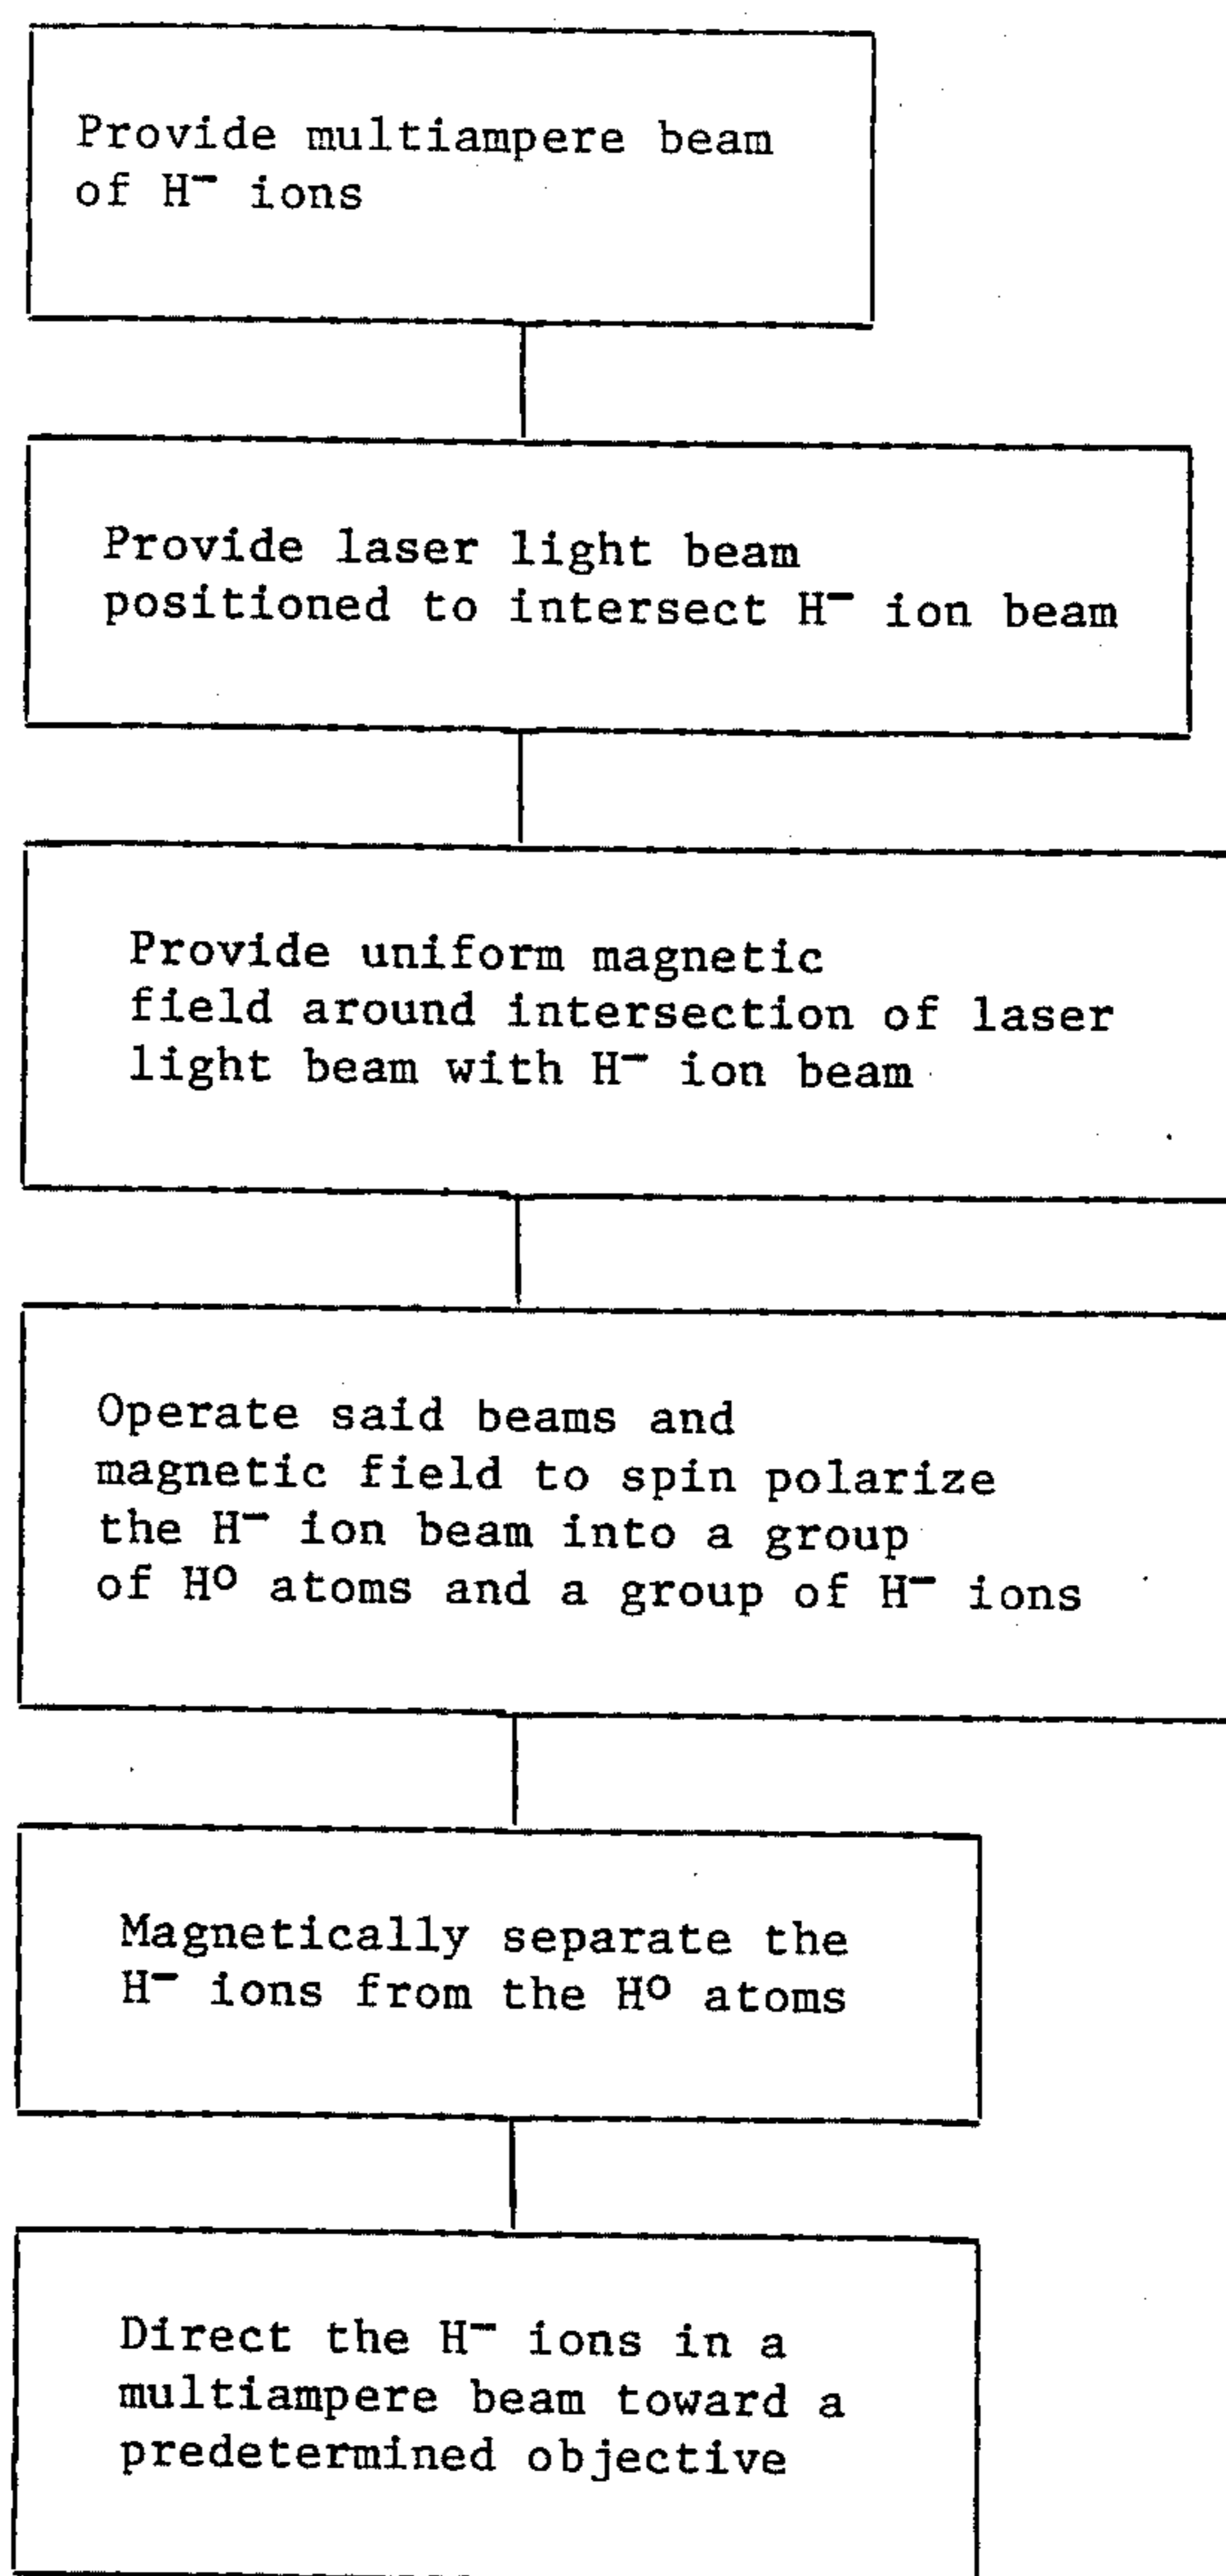 Provide multiampere beam
of H⁻ ions
Provide laser light beam
positioned to intersect H⁻ ion beam
Provide uniform magnetic
field around intersection of laser
light beam with H⁻ ion beam
Operate said beams and
magnetic field to spin polarize
the H⁻ ion beam into a group
of H⁰ atoms and a group of H⁻ ions
Magnetically separate the
H⁻ ions from the H⁰ atoms
Direct the H⁻ ions in a
multiampere beam toward a
predetermined objective